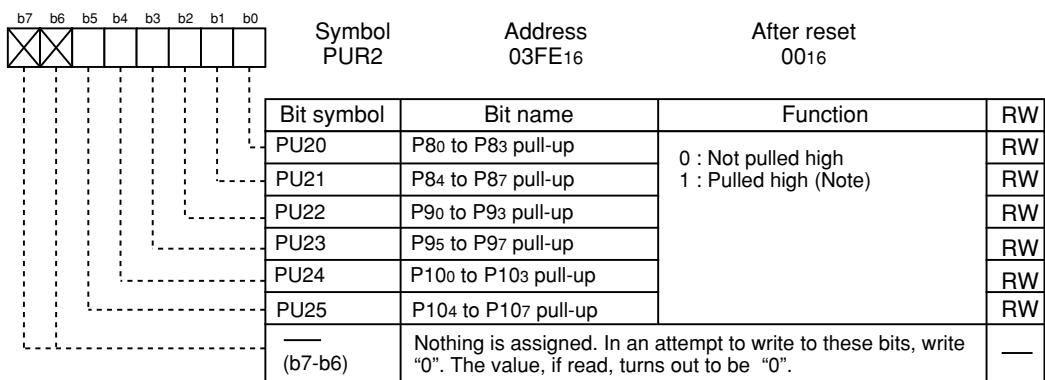 b7 b6 b5 b4 b3 b2 b1 b0
Symbol Address After reset
PUR2 03FE16 0016
Bit symbol Bit name Function RW
PU20 P80 to P83 pull-up 0 : Not pulled high RW
PU21 P84 to P87 pull-up 1 : Pulled high (Note) RW
PU22 P90 to P93 pull-up RW
PU23 P95 to P97 pull-up RW
PU24 P100 to P103 pull-up RW
PU25 P104 to P107 pull-up RW
— Nothing is assigned. In an attempt to write to these bits, write —
(b7-b6) “0”. The value, if read, turns out to be “0”.